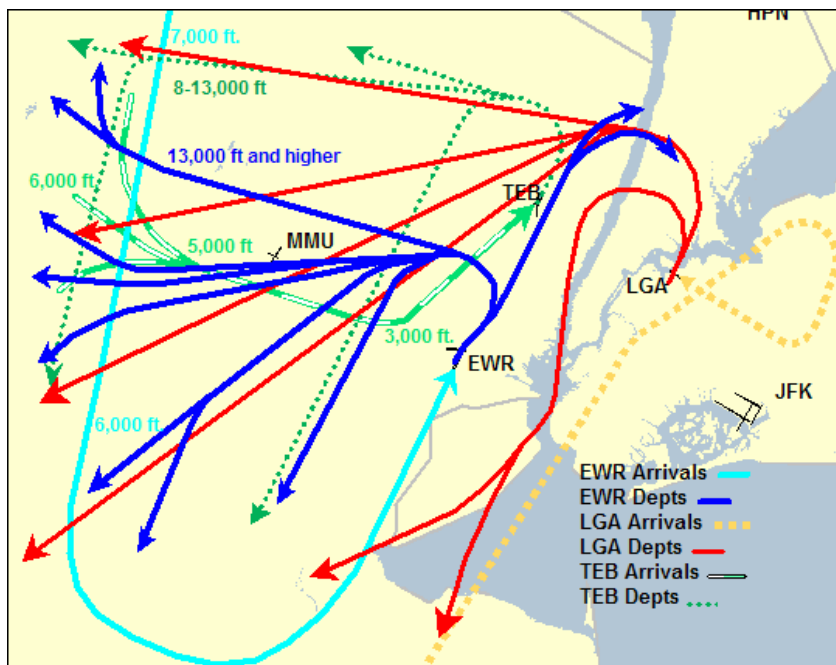 HPN
7,000 ft.
8-13,000 ft
13,000 ft and higher
6,000 ft.
TEB
5,000 ft
MMU
LGA
3,000 ft.
EWR
JFK
6,000 ft.
EWR Arrivals
EWR Depts
LGA Arrivals
LGA Depts
TEB Arrivals
TEB Depts